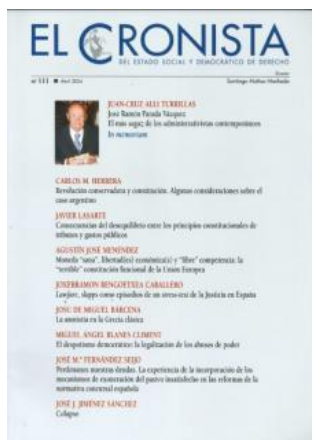 EL CRONISTA
DEL ESTADO SOCIAL Y DEMOCRÁTICO DE DERECHO
Santiago Muñoz Machado
nº 111 ■ Abril 2024
JUAN-CRUZ ALLI TURRILLAS
José Ramón Parada Vázquez
El más sagaz de los administrativistas contemporáneos
In memoriam
CARLOS M. HERRERA
Revolución conservadora y constitución. Algunas consideraciones sobre el
caso argentino
JAVIER LASARTE
Consecuencias del desequilibrio entre los principios constitucionales de
tributos y gastos públicos
AGUSTÍN JOSÉ MENÉNDEZ
Moneda "sana", libertad(es) económica(s) y "libre" competencia: la
"terrible" constitución funcional de la Unión Europea
JOXERRAMON BENGOETXEA CABALLERO
Lawfare, slapps como episodios de un stress-test de la Justicia en España
JOSU DE MIGUEL BÁRCENA
La amnistía en la Grecia clásica
MIGUEL ÁNGEL BLANES CLIMENT
El despotismo democrático: la legalización de los abusos de poder
JOSÉ M.ª FERNÁNDEZ SEIJO
Perdónanos nuestras deudas. La experiencia de la incorporación de los
mecanismos de exoneración del pasivo insatisfecho en las reformas de la
normativa concursal española
JOSÉ J. JIMÉNEZ SÁNCHEZ
Colapso